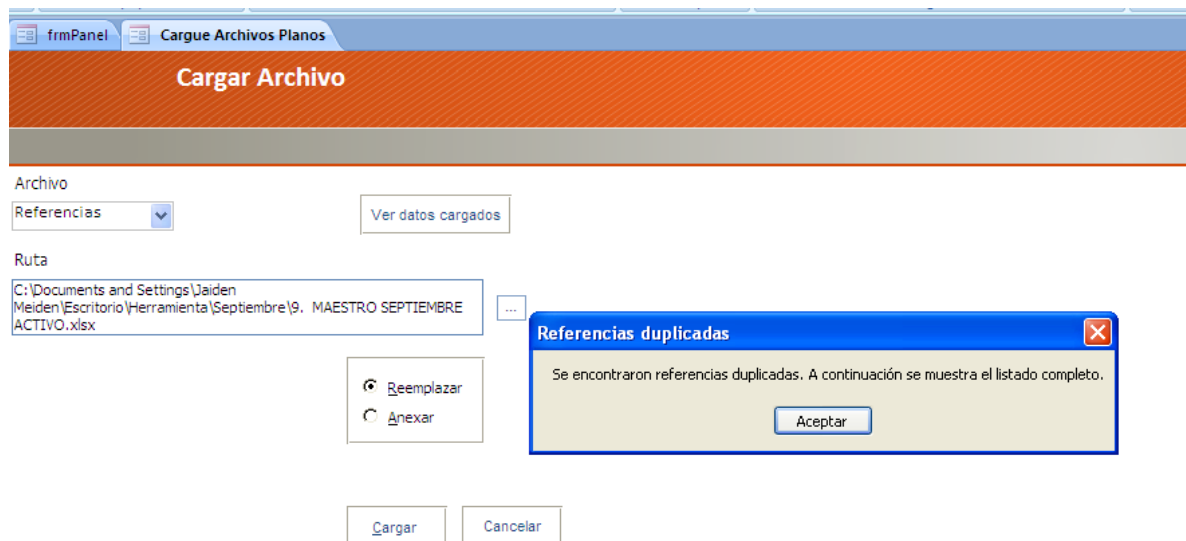 frmPanel
Cargue Archivos Planos
Cargar Archivo
Archivo
Referencias
Ver datos cargados
Ruta
C:\Documents and Settings\Jaiden
Meiden\Escritorio\Herramienta\Septiembre\9.  MAESTRO SEPTIEMBRE
ACTIVO.xlsx
...
Referencias duplicadas
Se encontraron referencias duplicadas. A continuación se muestra el listado completo.
Aceptar
Reemplazar
Anexar
Cargar
Cancelar